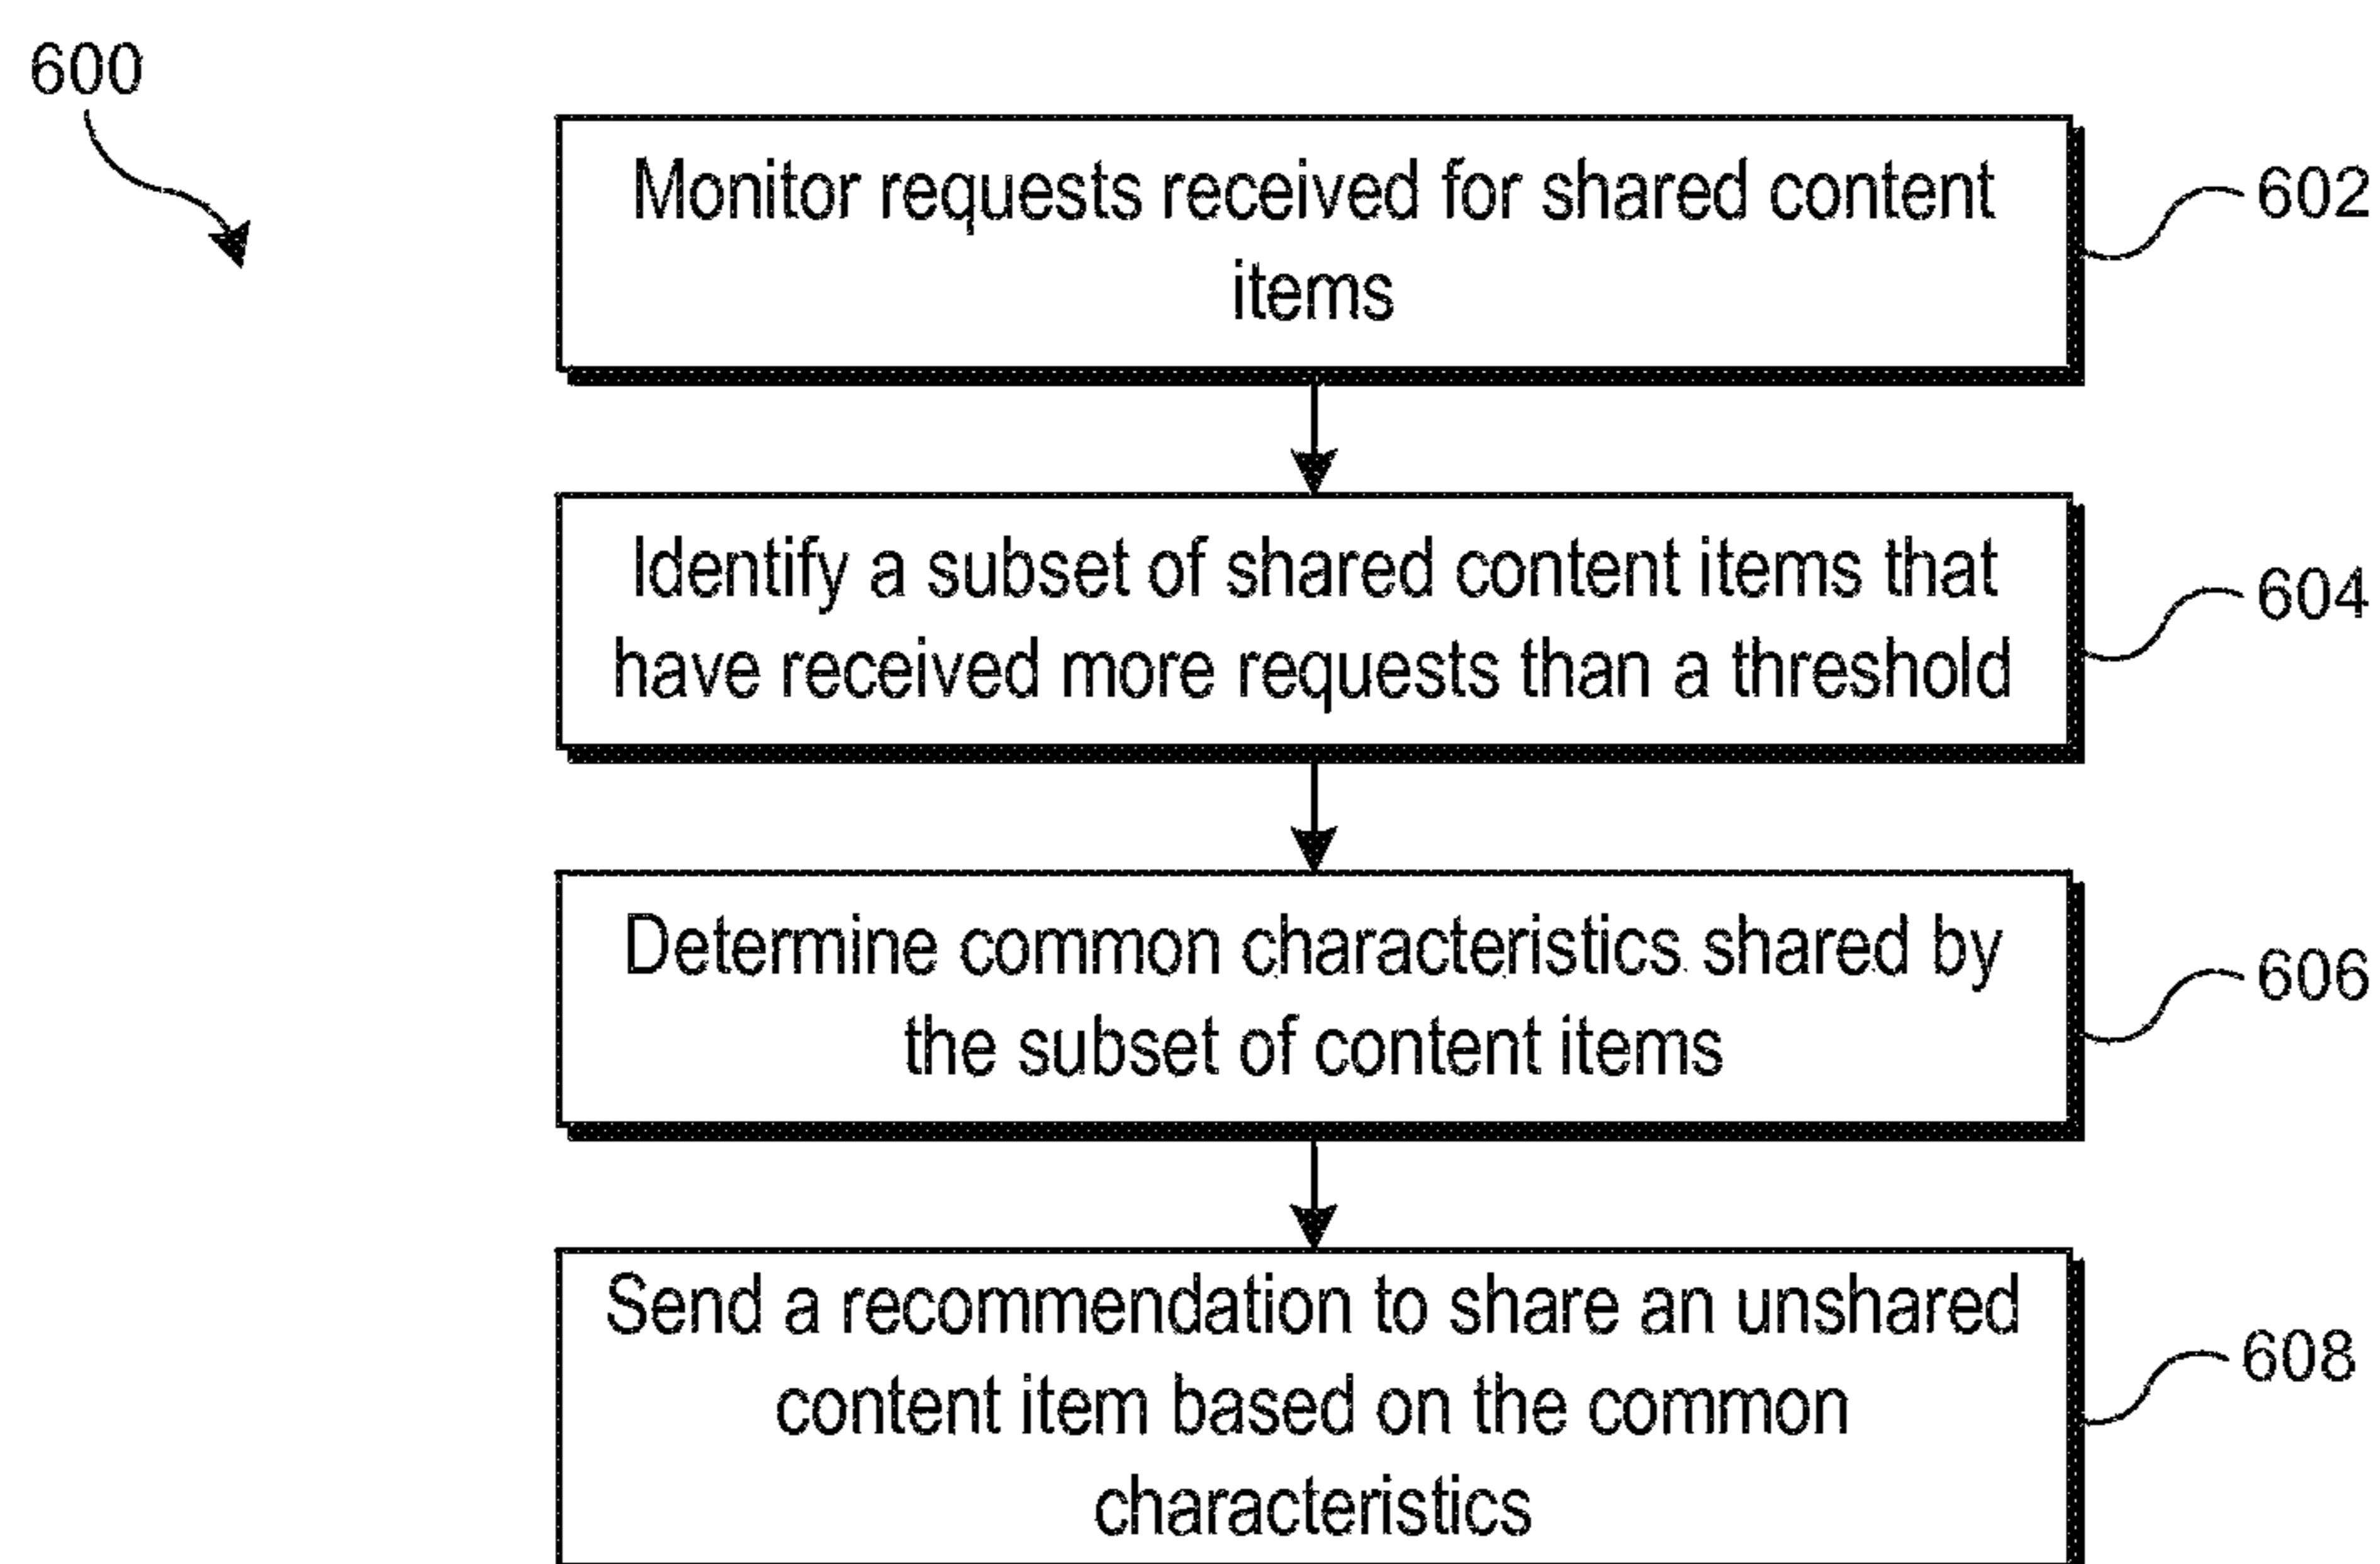 600
Monitor requests received for shared content
items
602
Identify a subset of shared content items that
have received more requests than a threshold
604
Determine common characteristics shared by
the subset of content items
606
Send a recommendation to share an unshared
content item based on the common
characteristics
608